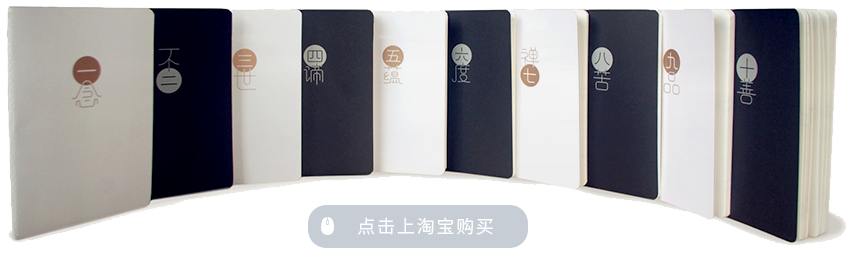 一念
不二
三世
四谛
五蕴
六度
禅七
八苦
九品
十善
点击上淘宝购买